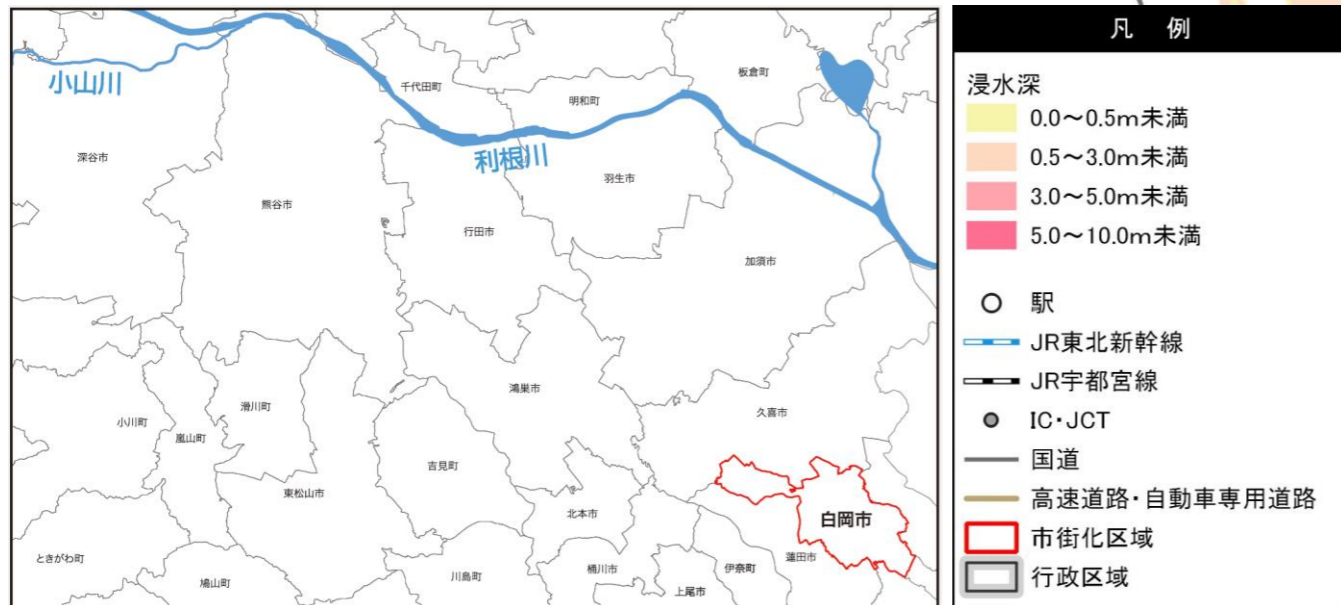 小山川
千代田町
板倉町
明和町
深谷市
利根川
羽生市
熊谷市
行田市
加須市
鴻巣市
滑川町
久喜市
小川町
嵐山町
吉見町
東松山市
北本市
白岡市
ときがわ町
鳩山町
川島町
桶川市
伊奈町
蓮田市
上尾市
凡 例
浸水深
0.0～0.5m未満
0.5～3.0m未満
3.0～5.0m未満
5.0～10.0m未満
駅
JR東北新幹線
JR宇都宮線
IC・JCT
国道
高速道路・自動車専用道路
市街化区域
行政区域